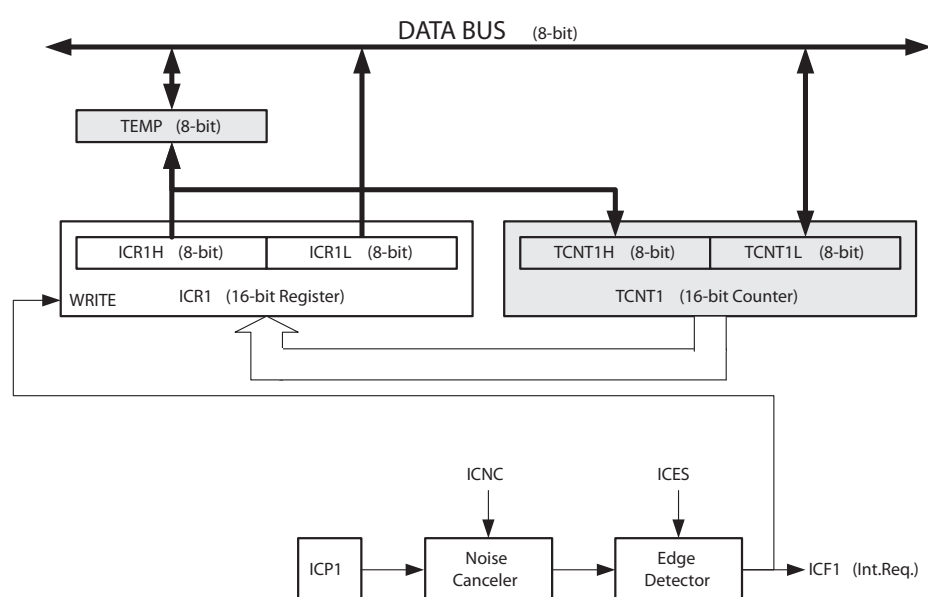 DATA BUS (8-bit)
TEMP (8-bit)
ICR1H (8-bit)
ICR1L (8-bit)
TCNT1H (8-bit)
TCNT1L (8-bit)
WRITE
ICR1 (16-bit Register)
TCNT1 (16-bit Counter)
ICNC
ICES
ICP1
Noise
Canceler
Edge
Detector
ICF1 (Int.Req.)